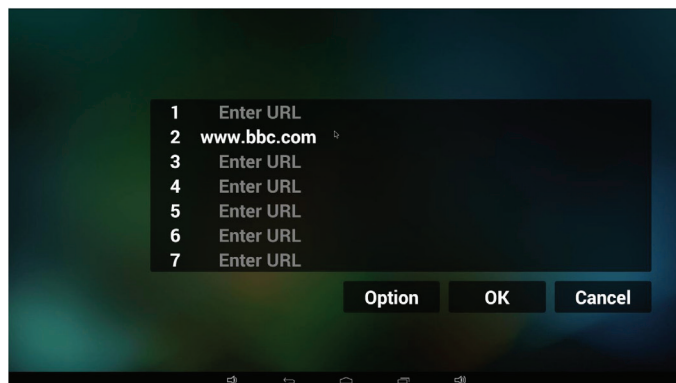 1 Enter URL
2 www.bbc.com
3 Enter URL
4 Enter URL
5 Enter URL
6 Enter URL
7 Enter URL
Option OK Cancel